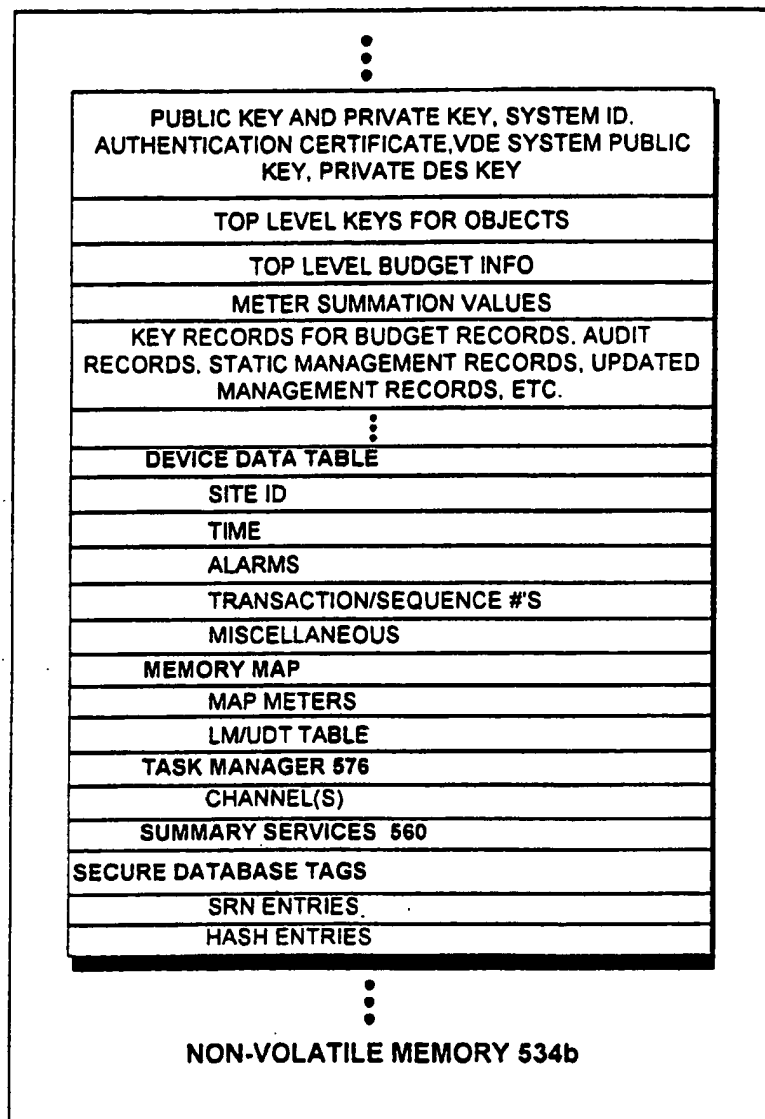 PUBLIC KEY AND PRIVATE KEY, SYSTEM ID.
AUTHENTICATION CERTIFICATE,VDE SYSTEM PUBLIC
KEY, PRIVATE DES KEY
TOP LEVEL KEYS FOR OBJECTS
TOP LEVEL BUDGET INFO
METER SUMMATION VALUES
KEY RECORDS FOR BUDGET RECORDS, AUDIT
RECORDS, STATIC MANAGEMENT RECORDS, UPDATED
MANAGEMENT RECORDS, ETC.
DEVICE DATA TABLE
SITE ID
TIME
ALARMS
TRANSACTION/SEQUENCE #'S
MISCELLANEOUS
MEMORY MAP
MAP METERS
LM/UDT TABLE
TASK MANAGER 576
CHANNEL(S)
SUMMARY SERVICES 560
SECURE DATABASE TAGS
SRN ENTRIES
HASH ENTRIES
NON-VOLATILE MEMORY 534b